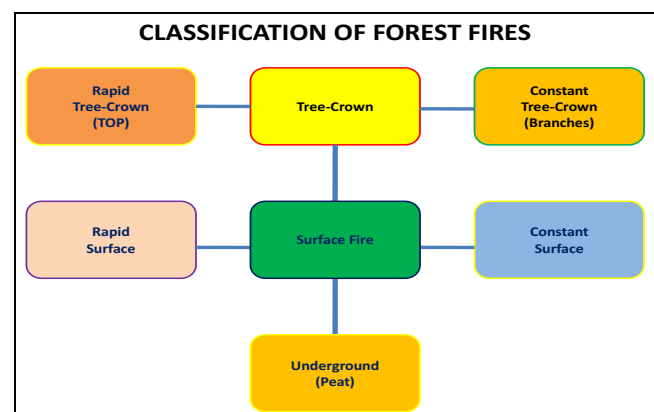 CLASSIFICATION OF FOREST FIRES
Rapid
Tree-Crown
(TOP)
Tree-Crown
Constant
Tree-Crown
(Branches)
Rapid
Surface
Surface Fire
Constant
Surface
Underground
(Peat)